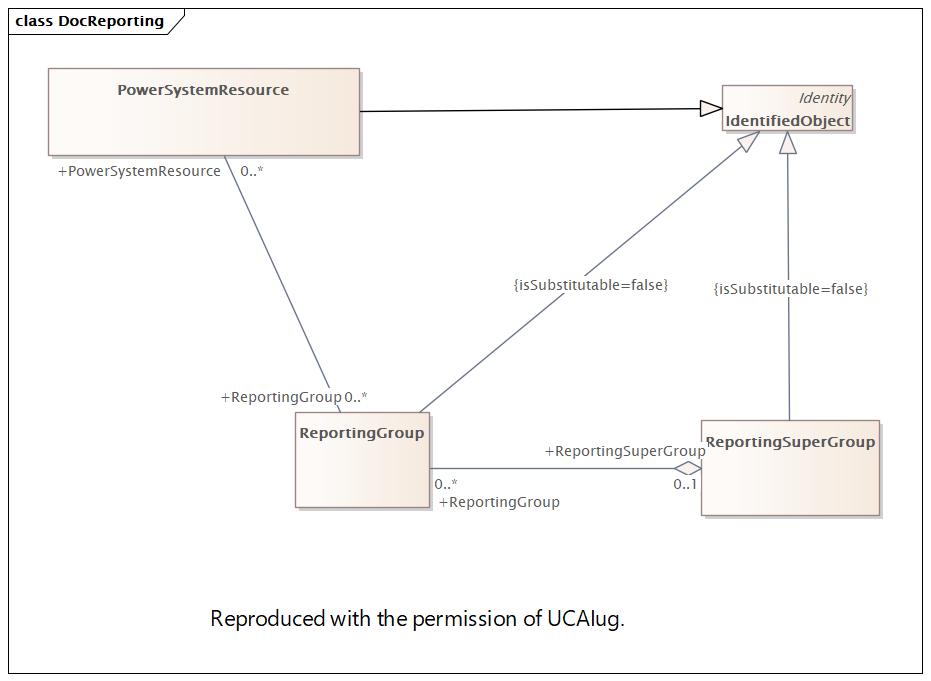 class DocReporting
PowerSystemResource
Identity
IdentifiedObject
+PowerSystemResource 0..*
{isSubstitutable=false}
{isSubstitutable=false}
+ReportingGroup 0..*
ReportingGroup
ReportingSuperGroup
+ReportingSuperGroup
0..*
0..1
+ReportingGroup
Reproduced with the permission of UCAIug.